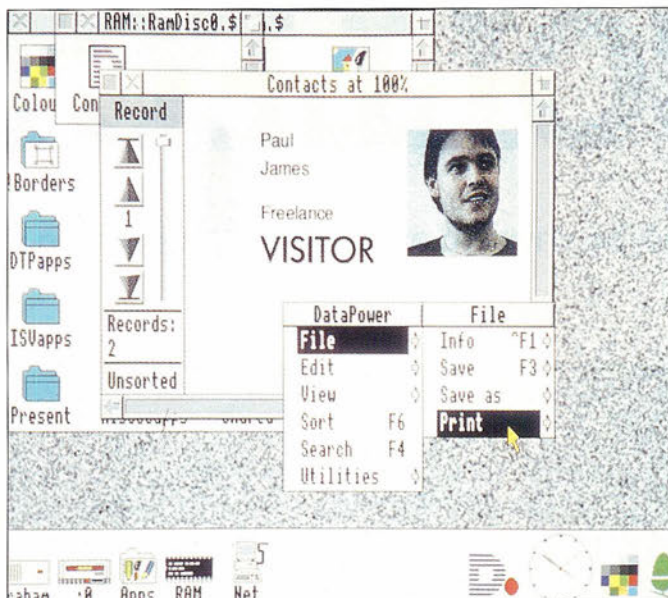 RAM::RamDisc0.$
.$
Colou
Con
Contacts at 100%
Record
!Borders
1
Paul
James
Freelance
VISITOR
DTPapps
ISVapps
Records:
2
Unsorted
Present
DataPower
File
Edit
View
Sort F6
Search F4
Utilities
File
Info ^F1
Save F3
Save as
Print
:0
Apps
RAM
Net